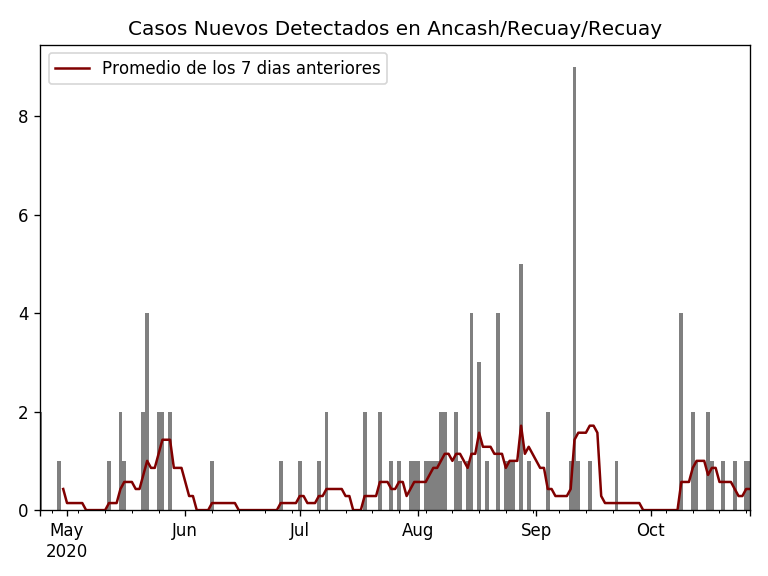 Casos Nuevos Detectados en Ancash/Recuay/Recuay
Promedio de los 7 dias anteriores
8
6
4
2
0
May Jun Jul Aug Sep Oct
2020